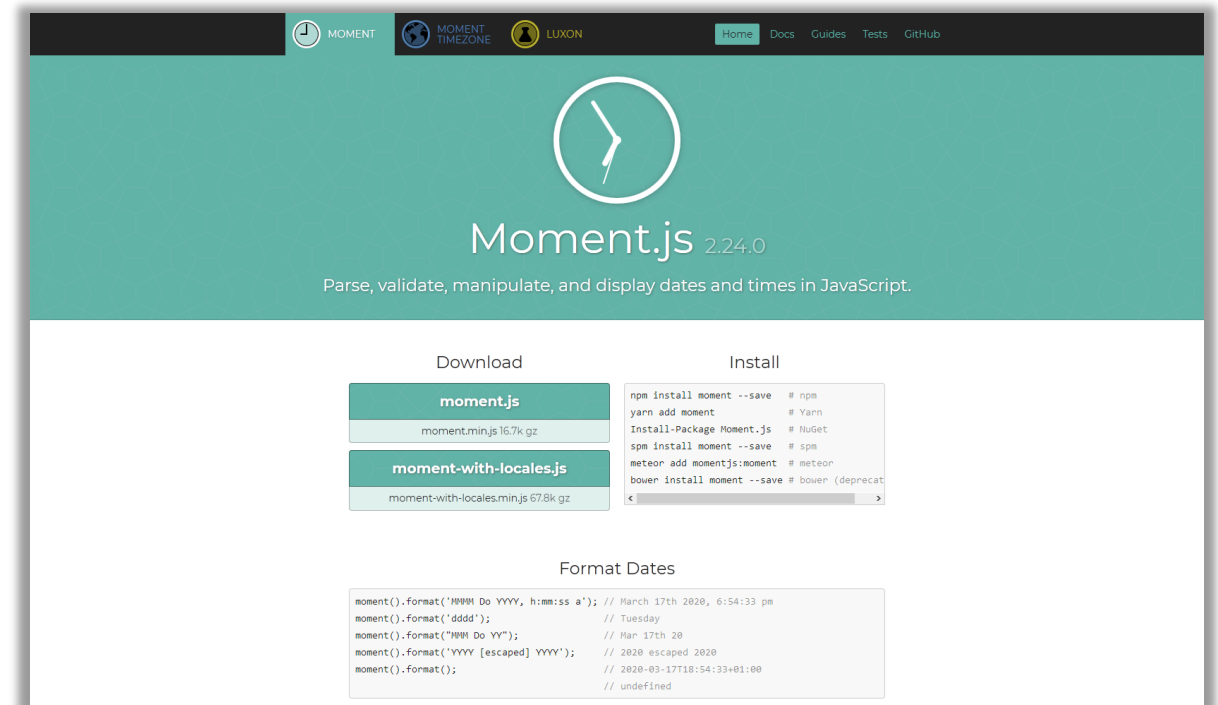 MOMENT
MOMENT
TIMEZONE
LUXON
Home Docs Guides Tests GitHub
Moment.js 2.24.0
Parse, validate, manipulate, and display dates and times in JavaScript.
Download
moment.js
moment.min.js 16.7k gz
moment-with-locales.js
moment-with-locales.min.js 67.8k gz
Install
npm install moment --save # npm
yarn add moment # Yarn
Install-Package Moment.js # NuGet
spm install moment --save # spm
meteor add momentjs:moment # meteor
bower install moment --save # bower (deprecat
Format Dates
moment().format('MMMM Do YYYY, h:mm:ss a'); // March 17th 2020, 6:54:33 pm
moment().format('dddd'); // Tuesday
moment().format("MMM Do YY"); // Mar 17th 20
moment().format('YYYY [escaped] YYYY'); // 2020 escaped 2020
moment().format(); // 2020-03-17T18:54:33+01:00
// undefined